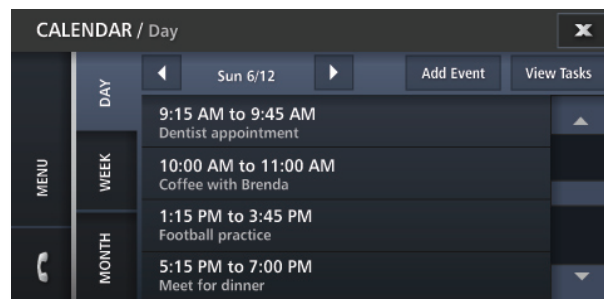 CALENDAR / Day
MENU
DAY
WEEK
MONTH
Sun 6/12
Add Event
View Tasks
9:15 AM to 9:45 AM
Dentist appointment
10:00 AM to 11:00 AM
Coffee with Brenda
1:15 PM to 3:45 PM
Football practice
5:15 PM to 7:00 PM
Meet for dinner